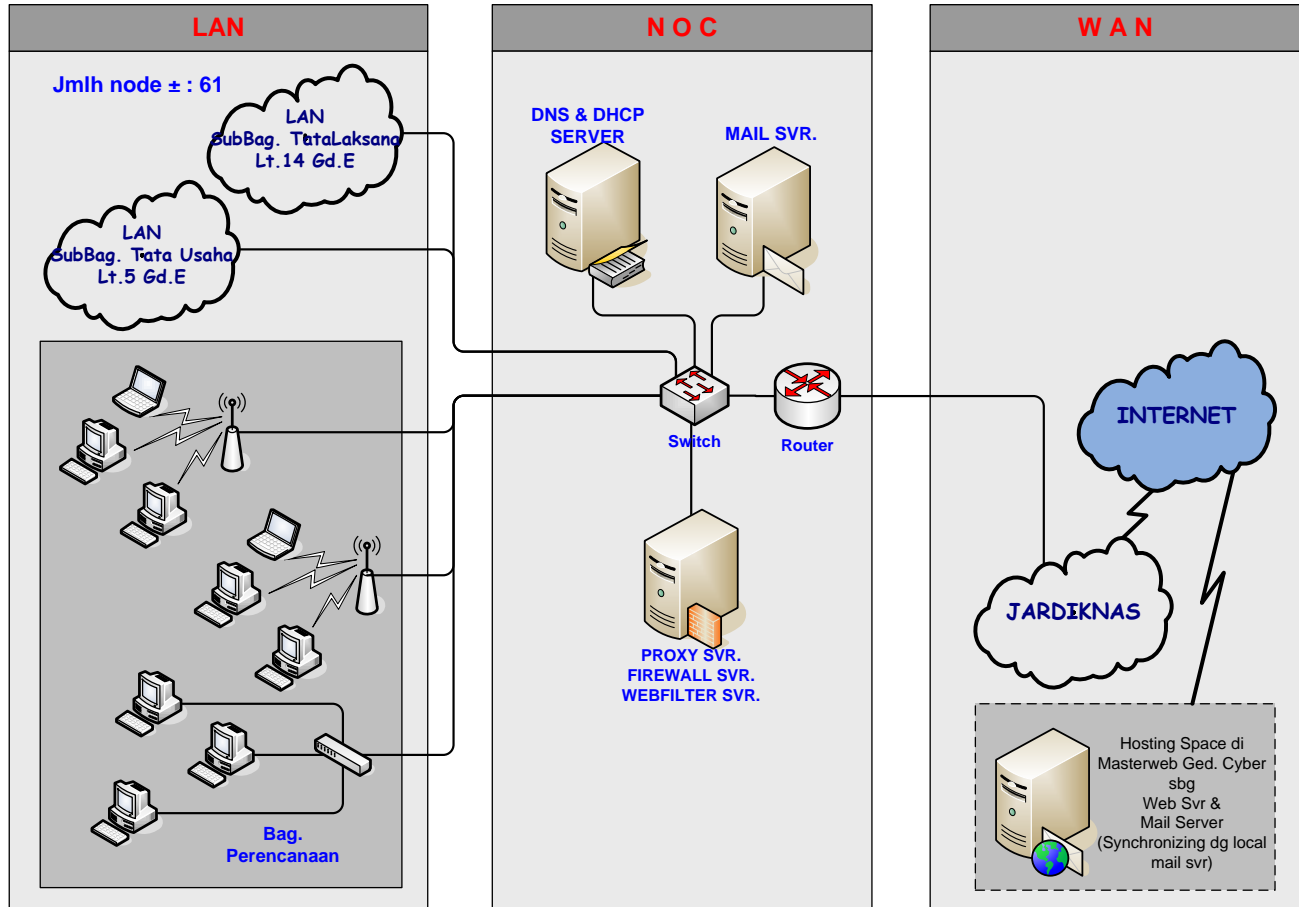 LAN
Jmlh node ± : 61
LAN
SubBag. TataLaksana
Lt.14 Gd.E
LAN
SubBag. Tata Usaha
Lt.5 Gd.E
Bag.
Perencanaan
N O C
DNS & DHCP
SERVER
MAIL SVR.
Switch
Router
PROXY SVR.
FIREWALL SVR.
WEBFILTER SVR.
W A N
INTERNET
JARDIKNAS
Hosting Space di
Masterweb Ged. Cyber
sbg
Web Svr &
Mail Server
(Synchronizing dg local
mail svr)